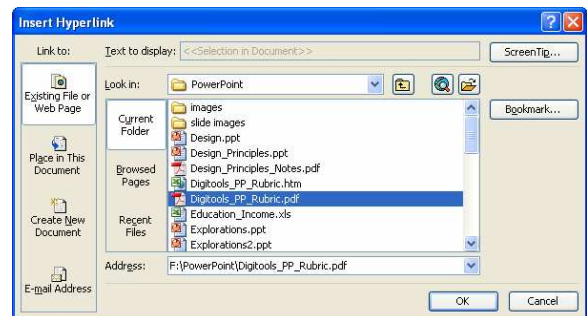 Insert Hyperlink
Link to:
Text to display: <<Selection in Document>>
ScreenTip...
Existing File or
Web Page
Look in:
PowerPoint
Bookmark...
Current
Folder
images
slide images
Design.ppt
Design_Principles.ppt
Design_Principles_Notes.pdf
Digitools_PP_Rubric.htm
Digitools_PP_Rubric.pdf
Education_Income.xls
Explorations.ppt
Explorations2.ppt
Place in This
Document
Browsed
Pages
Create New
Document
Recent
Files
Address:
F:\PowerPoint\Digitools_PP_Rubric.pdf
E-mail Address
OK
Cancel